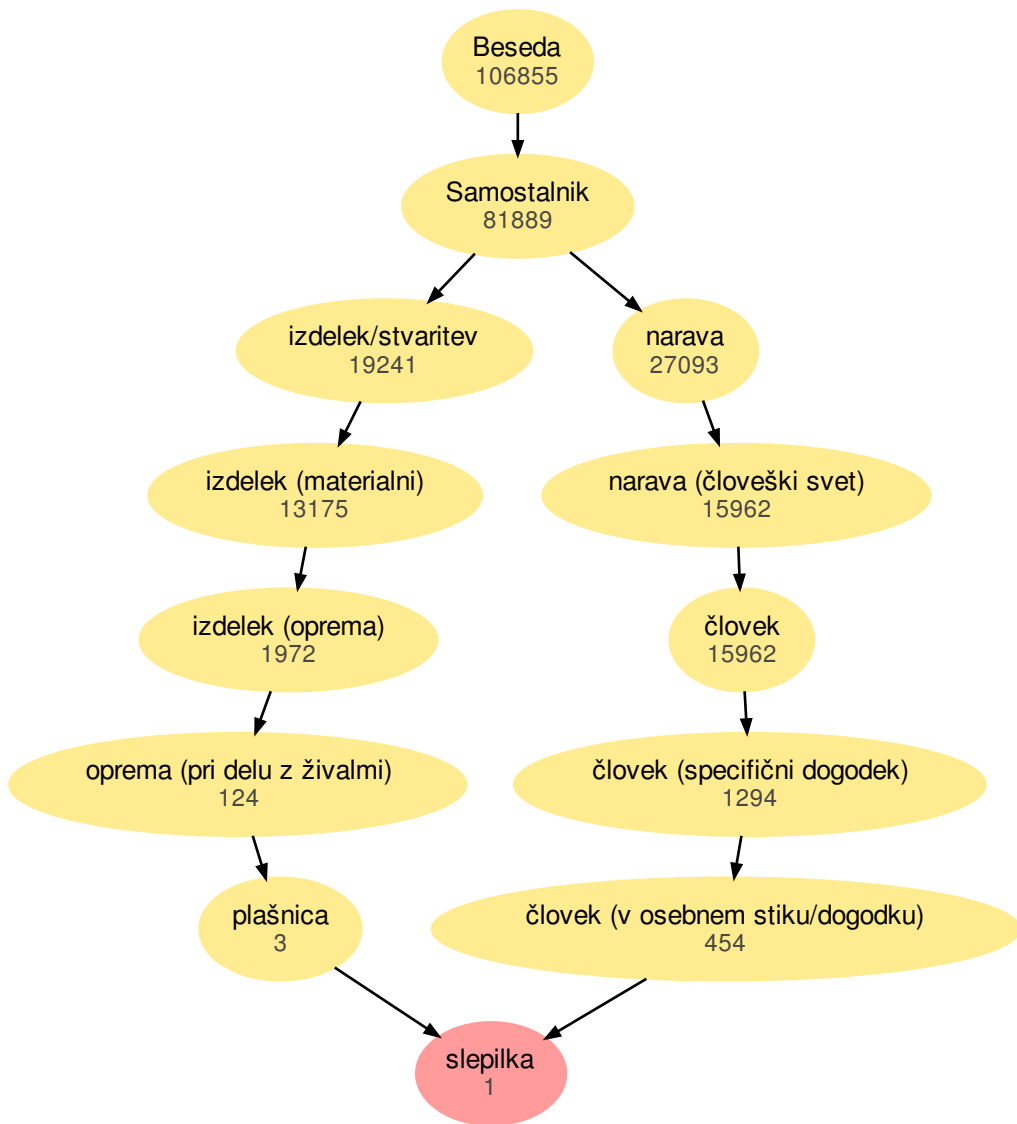 Beseda
106855
Samostalnik
81889
izdelek/stvaritev
19241
narava
27093
izdelek (materialni)
13175
narava (človeški svet)
15962
izdelek (oprema)
1972
človek
15962
oprema (pri delu z živalmi)
124
človek (specifični dogodek)
1294
plašnica
3
človek (v osebnem stiku/dogodku)
454
slepilka
1